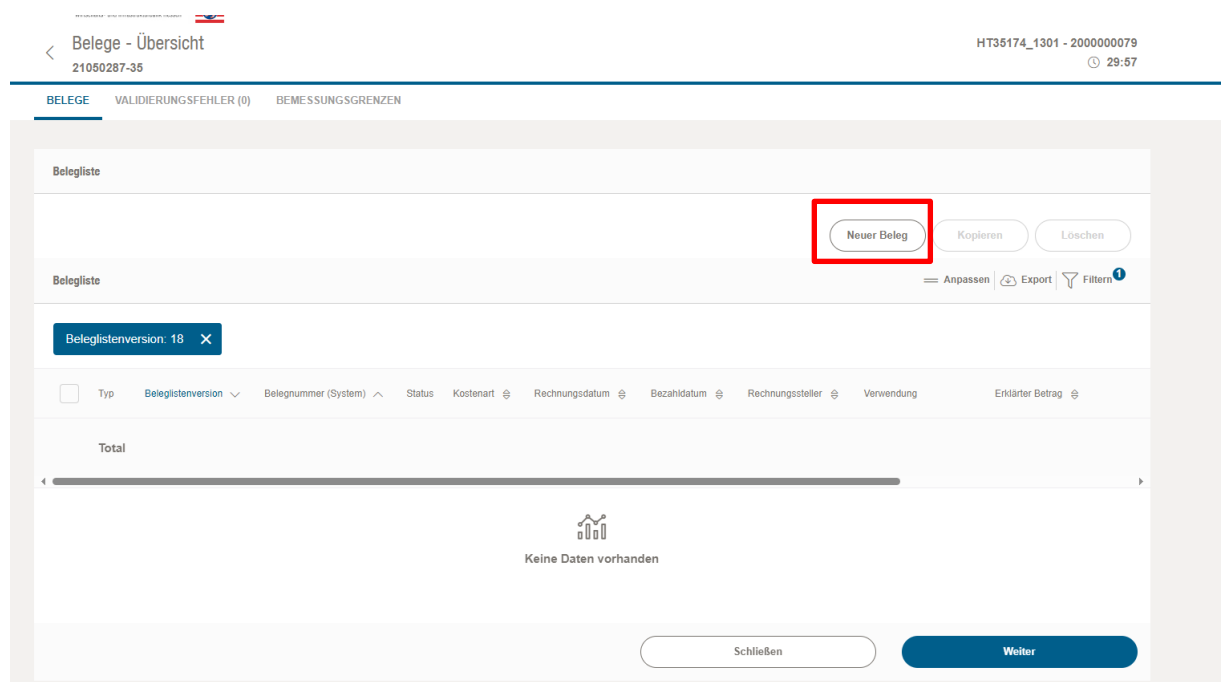 Belege - Übersicht
21050287-35
HT35174_1301 - 2000000079
29:57
BELEGE VALIDIERUNGSFEHLER (0) BEMESSUNGSGRENZEN
Belegliste
Neuer Beleg Kopieren Löschen
Belegliste
Anpassen Export Filtern 1
Beleglistenversion: 18
Typ Beleglistenversion Belegnummer (System) Status Kostenart Rechnungsdatum Bezahldatum Rechnungssteller Verwendung Erklärter Betrag
Total
Keine Daten vorhanden
Schließen Weiter